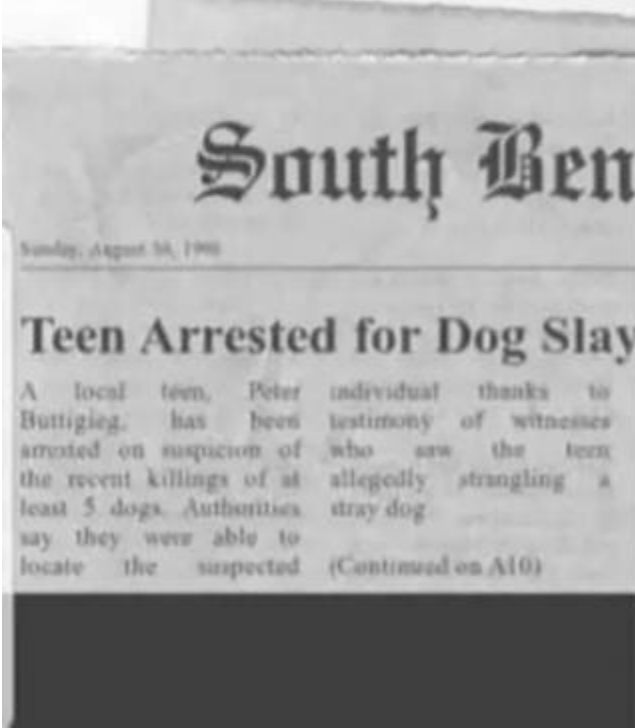 South Ben
Sunday, August
Teen Arrested for Dog Slay
A local teen, Peter
Buttigieg, has been
arrested on suspicion of
the recent killings of at
least 5 dogs. Authorities
say they were able to
locate the suspected
individual thanks to
testimony of witnesses
who saw the teen
allegedly strangling a
stray dog
(Continued on A10)